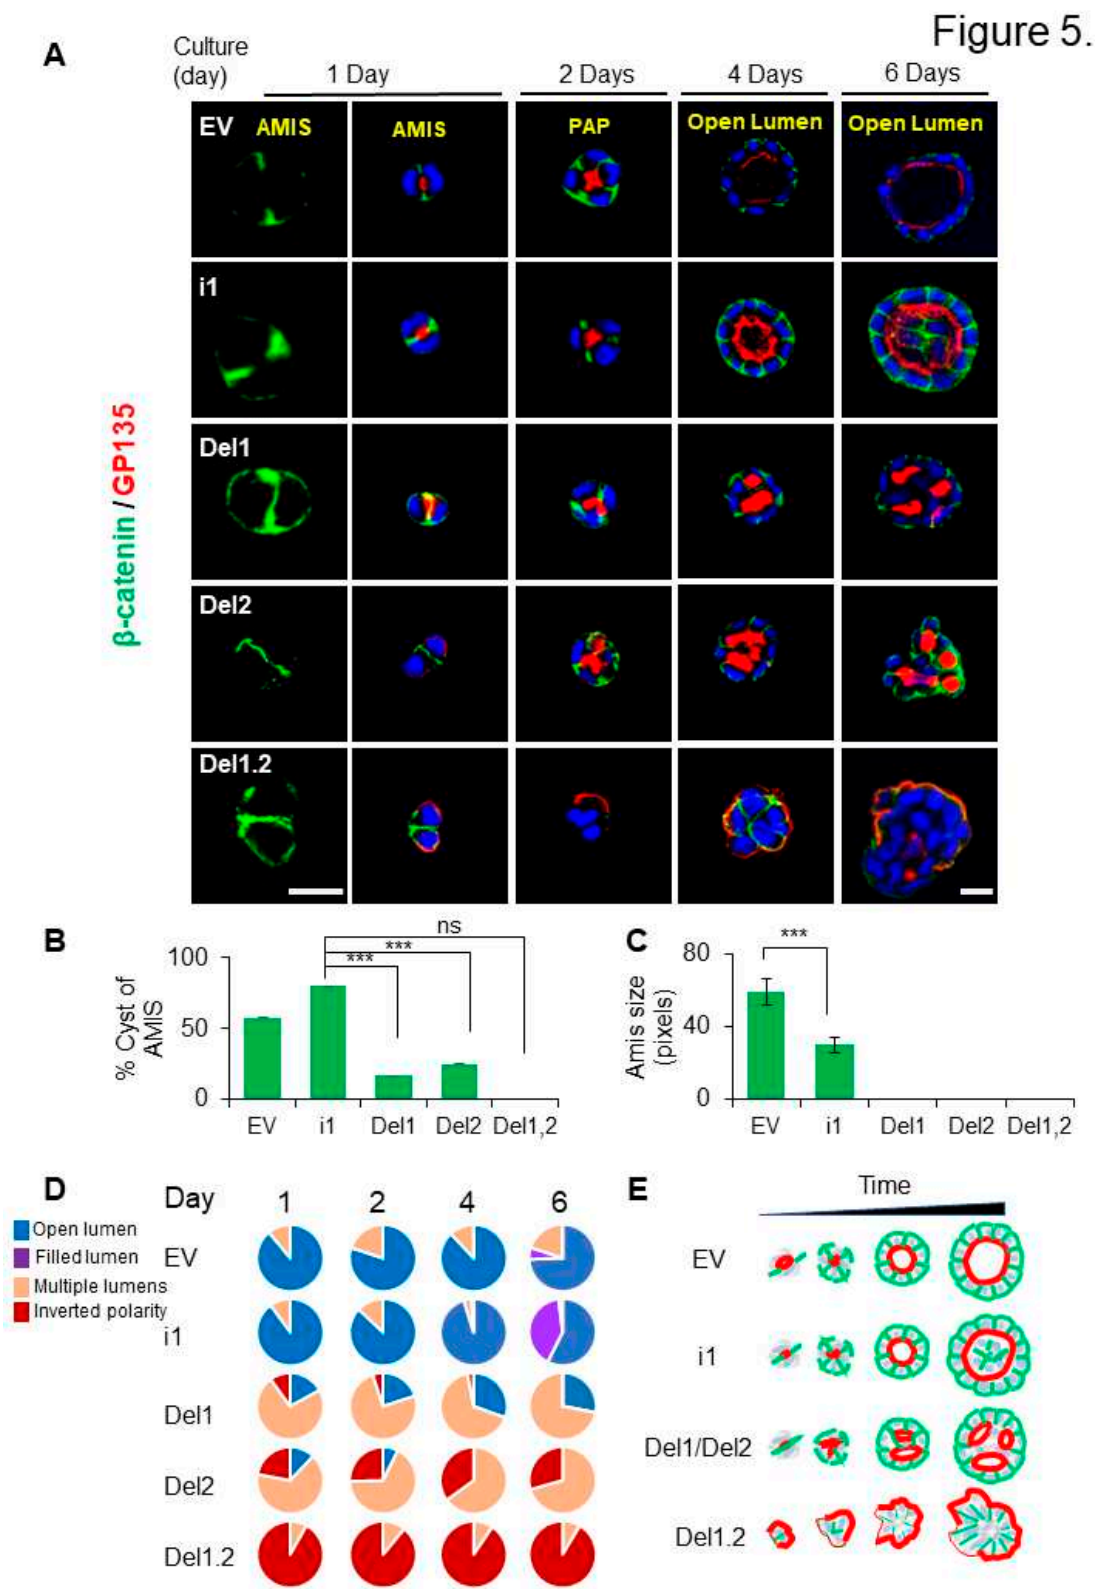 Figure 5.
A
Culture
(day)
1 Day
2 Days
4 Days
6 Days
EV
AMIS
AMIS
PAP
Open Lumen
Open Lumen
i1
Del1
Del2
Del1.2
β-catenin / GP135
B
% Cyst of
AMIS
100
50
0
ns
***
***
EV
i1
Del1
Del2
Del1,2
C
Amis size
(pixels)
80
40
0
***
EV
i1
Del1
Del2
Del1,2
D
Day
1
2
4
6
Open lumen
Filled lumen
Multiple lumens
Inverted polarity
EV
i1
Del1
Del2
Del1.2
E
Time
EV
i1
Del1/Del2
Del1.2